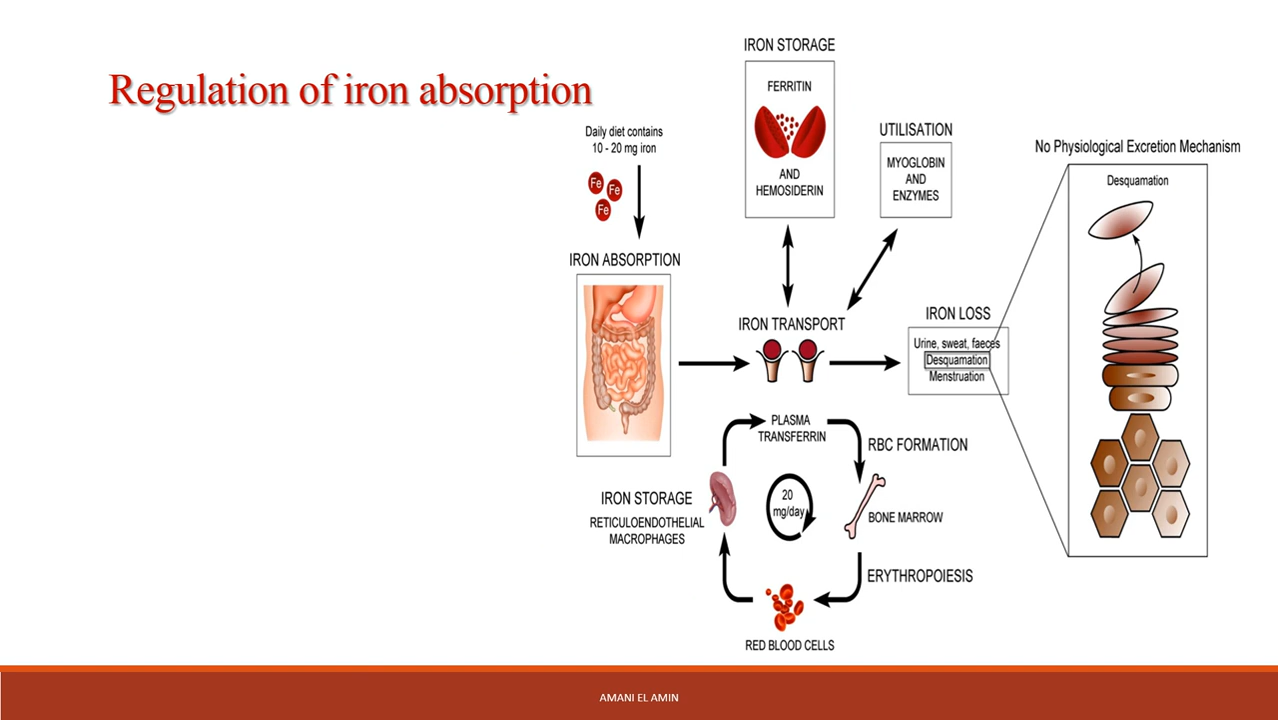 Regulation of iron absorption
Daily diet contains
10 - 20 mg iron
Fe
Fe
Fe
IRON ABSORPTION
IRON STORAGE
FERRITIN
AND
HEMOSIDERIN
UTILISATION
MYOGLOBIN
AND
ENZYMES
IRON TRANSPORT
IRON LOSS
Urine, sweat, faeces
Desquamation
Menstruation
No Physiological Excretion Mechanism
Desquamation
PLASMA
TRANSFERRIN
RBC FORMATION
BONE MARROW
20
mg/day
IRON STORAGE
RETICULOENDOTHELIAL
MACROPHAGES
ERYTHROPOIESIS
RED BLOOD CELLS
AMANI EL AMIN